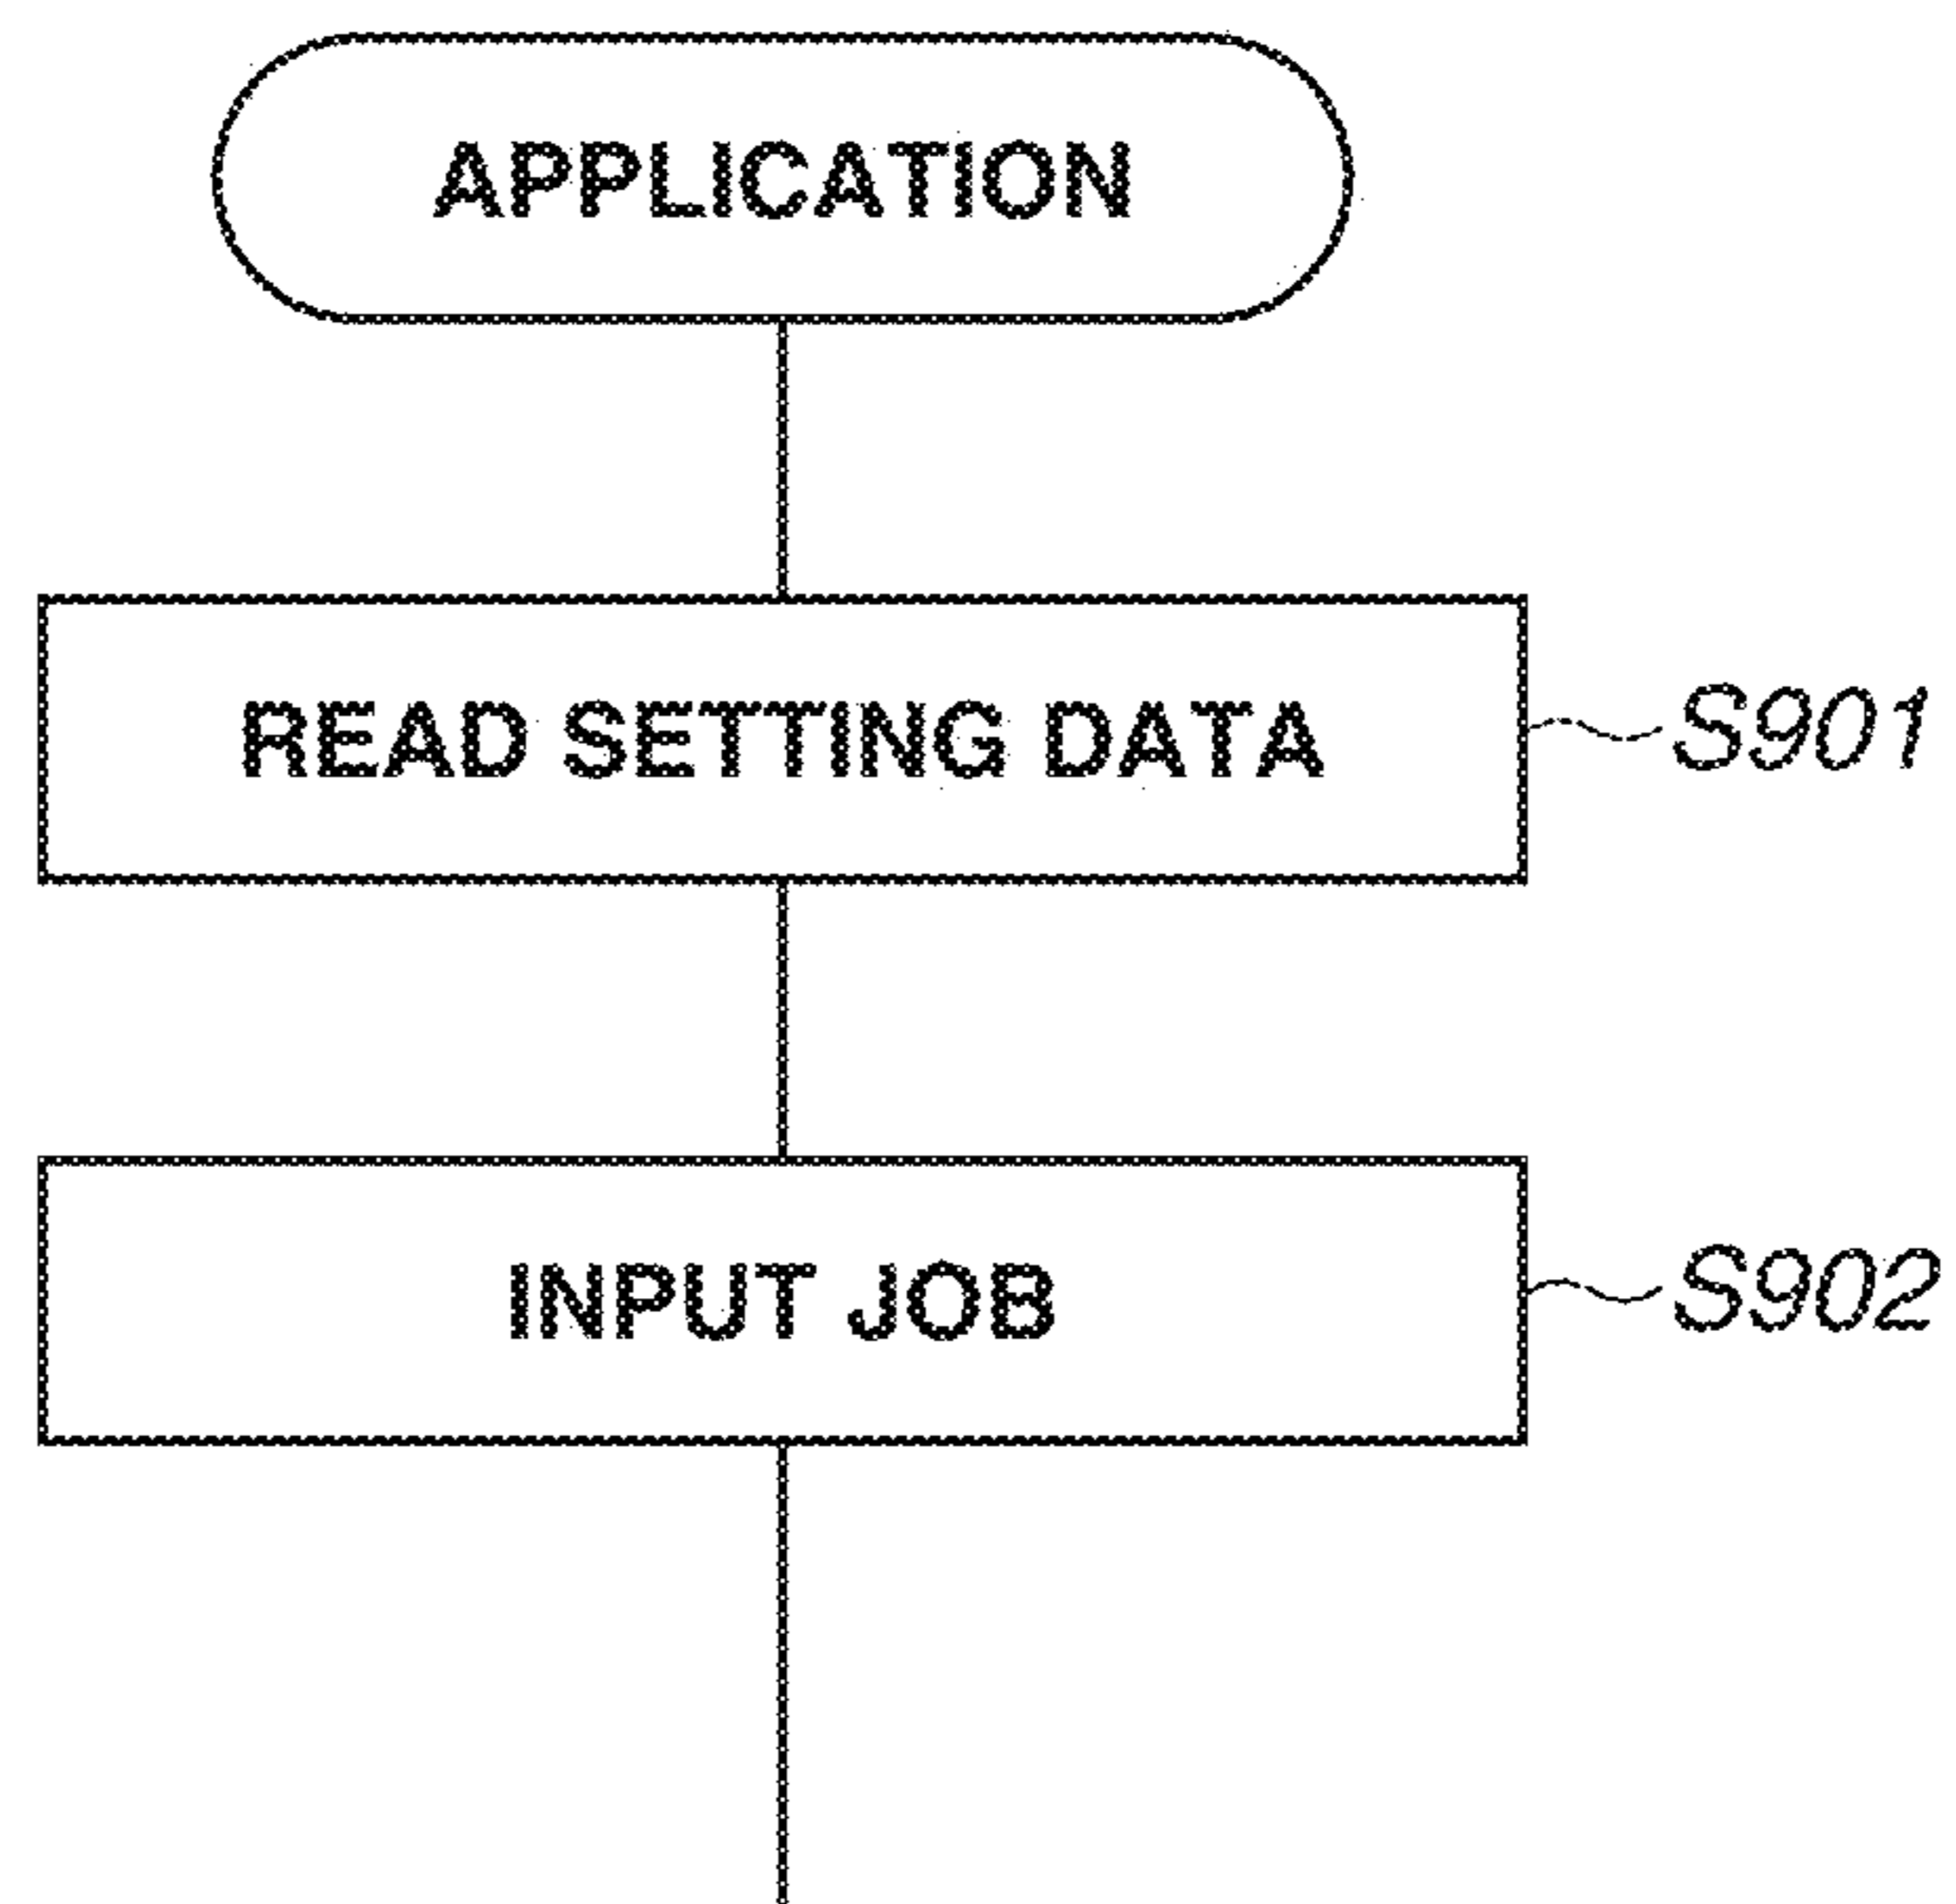 APPLICATION
READ SETTING DATA
S901
INPUT JOB
S902